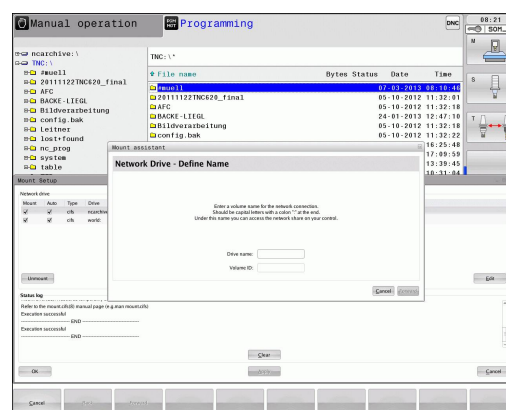 Manual operation
PGM
Programming
DNC
08:21
ncarchive:\
TNC:\
#muell
20111122TNC620_final
AFC
BACKE-LIEGL
Bildverarbeitung
config.bak
Leitner
lost+found
nc_prog
system
table
TNC:\*
File name Bytes Status Date Time
#muell 07-03-2013 08:10:46
20111122TNC620_final 05-10-2012 11:32:01
AFC 05-10-2012 11:32:18
BACKE-LIEGL 24-01-2013 12:47:10
Bildverarbeitung 05-10-2012 11:32:18
config.bak 05-10-2012 11:32:22
16:25:48
17:09:59
13:39:45
10:31:04
M
S
T
Mount assistant
Network Drive - Define Name
Enter a volume name for the network connection.
Should be capital letters with a colon ":" at the end.
Under this name you can access the network share on your control.
Drive name:
Volume ID:
Cancel
Mount Setup
Network drive
Mount Auto Type Drive
cifs ncarchive
cifs world:
Unmount
Edit
Status log
Refer to the mount.cifs(8) manual page (e.g.man mount.cifs)
Execution successful
END
Execution successful
END
Clear
OK
Cancel
Cancel